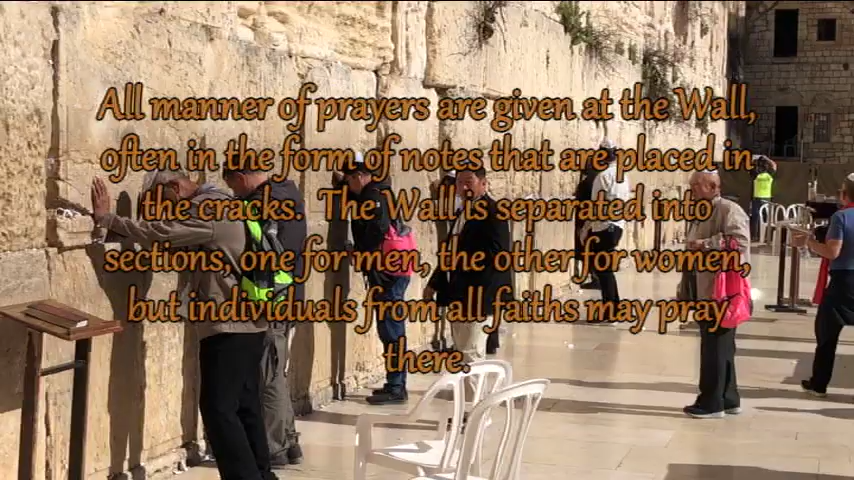 All manner of prayers are given at the Wall,
often in the form of notes that are placed in
the cracks.  The Wall is separated into
sections, one for men, the other for women,
but individuals from all faiths may pray
there.